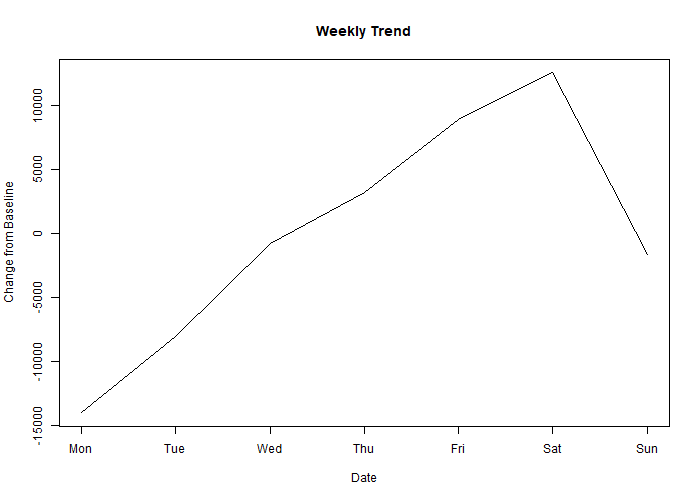 Weekly Trend
Change from Baseline
10000
5000
0
-5000
-10000
-15000
Mon Tue Wed Thu Fri Sat Sun
Date